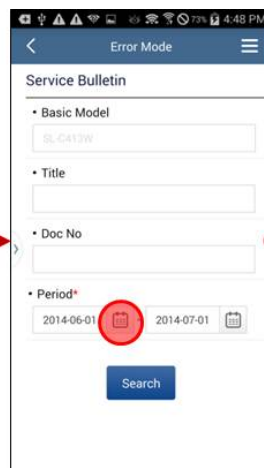 73% 4:48 PM
Error Mode
Service Bulletin
• Basic Model
SL-C413W
• Title
• Doc No
• Period*
2014-06-01 - 2014-07-01
Search